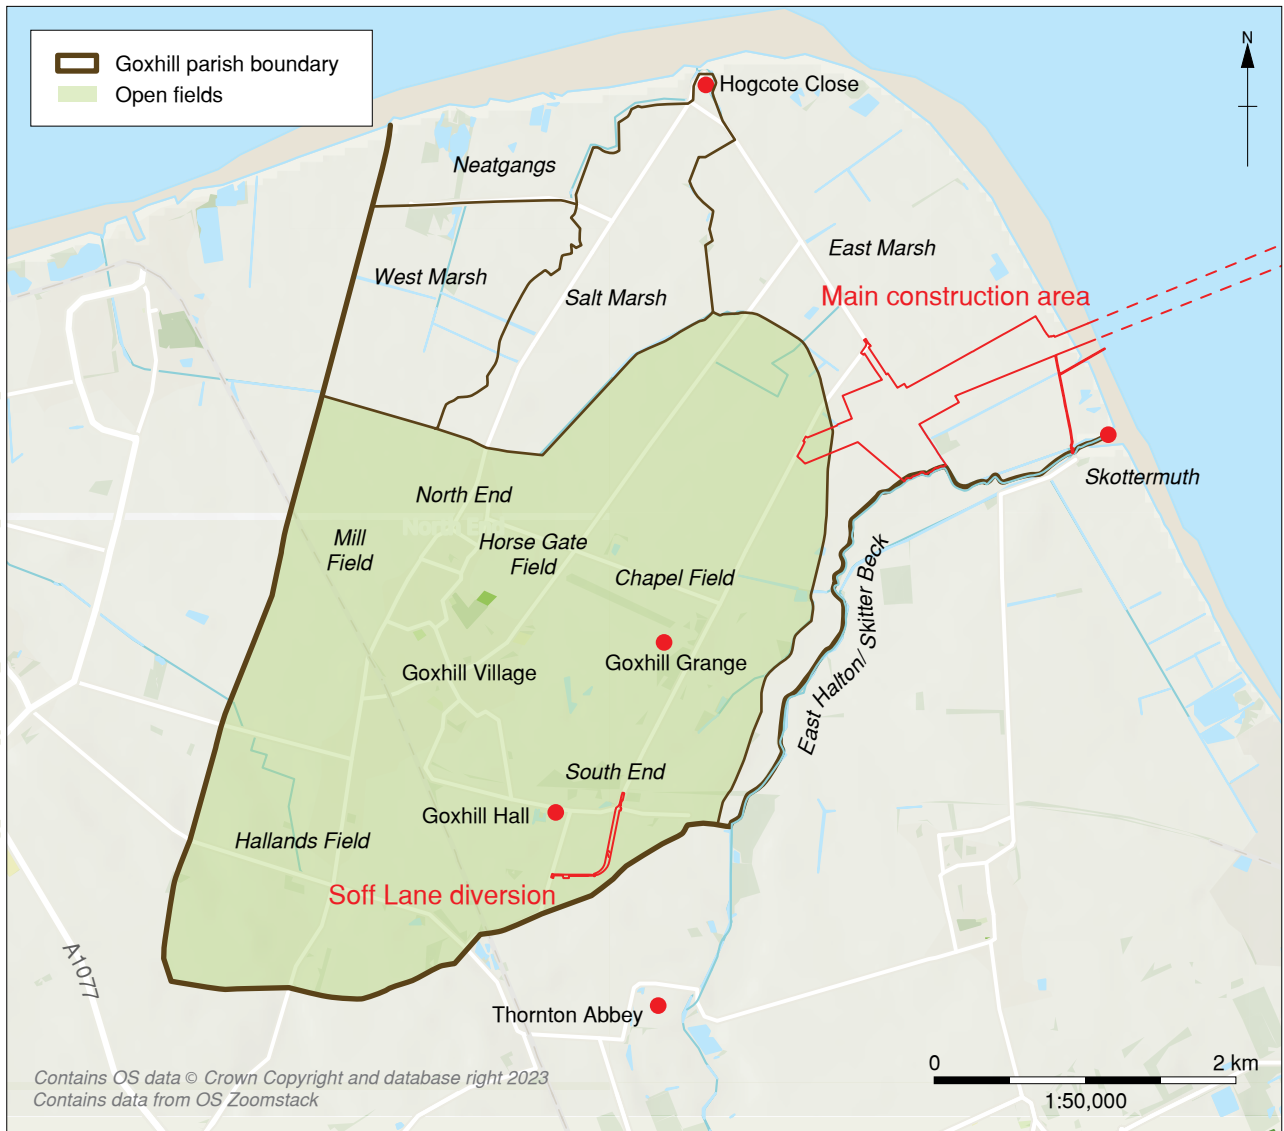 Goxhill parish boundary
Open fields
N
Hogcote Close
Neatgangs
East Marsh
West Marsh
Salt Marsh
Main construction area
Skottermuth
North End
North End
Mill
Field
Horse Gate
Field
Chapel Field
East Halton/ Skitter Beck
Goxhill Village
Goxhill Grange
South End
Goxhill Hall
Hallands Field
Soff Lane diversion
A1077
Thornton Abbey
0 2 km
1:50,000
Contains OS data © Crown Copyright and database right 2023
Contains data from OS Zoomstack